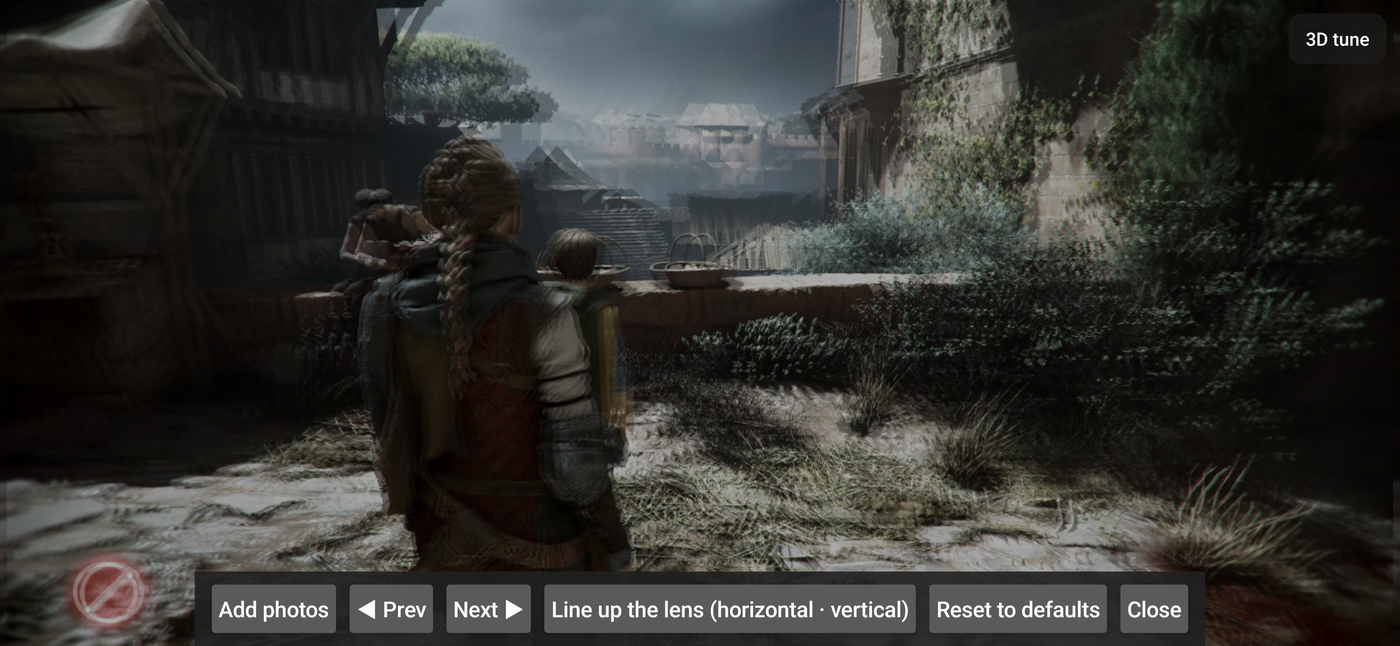 3D tune
Add photos
◀ Prev
Next ▶
Line up the lens (horizontal · vertical)
Reset to defaults
Close